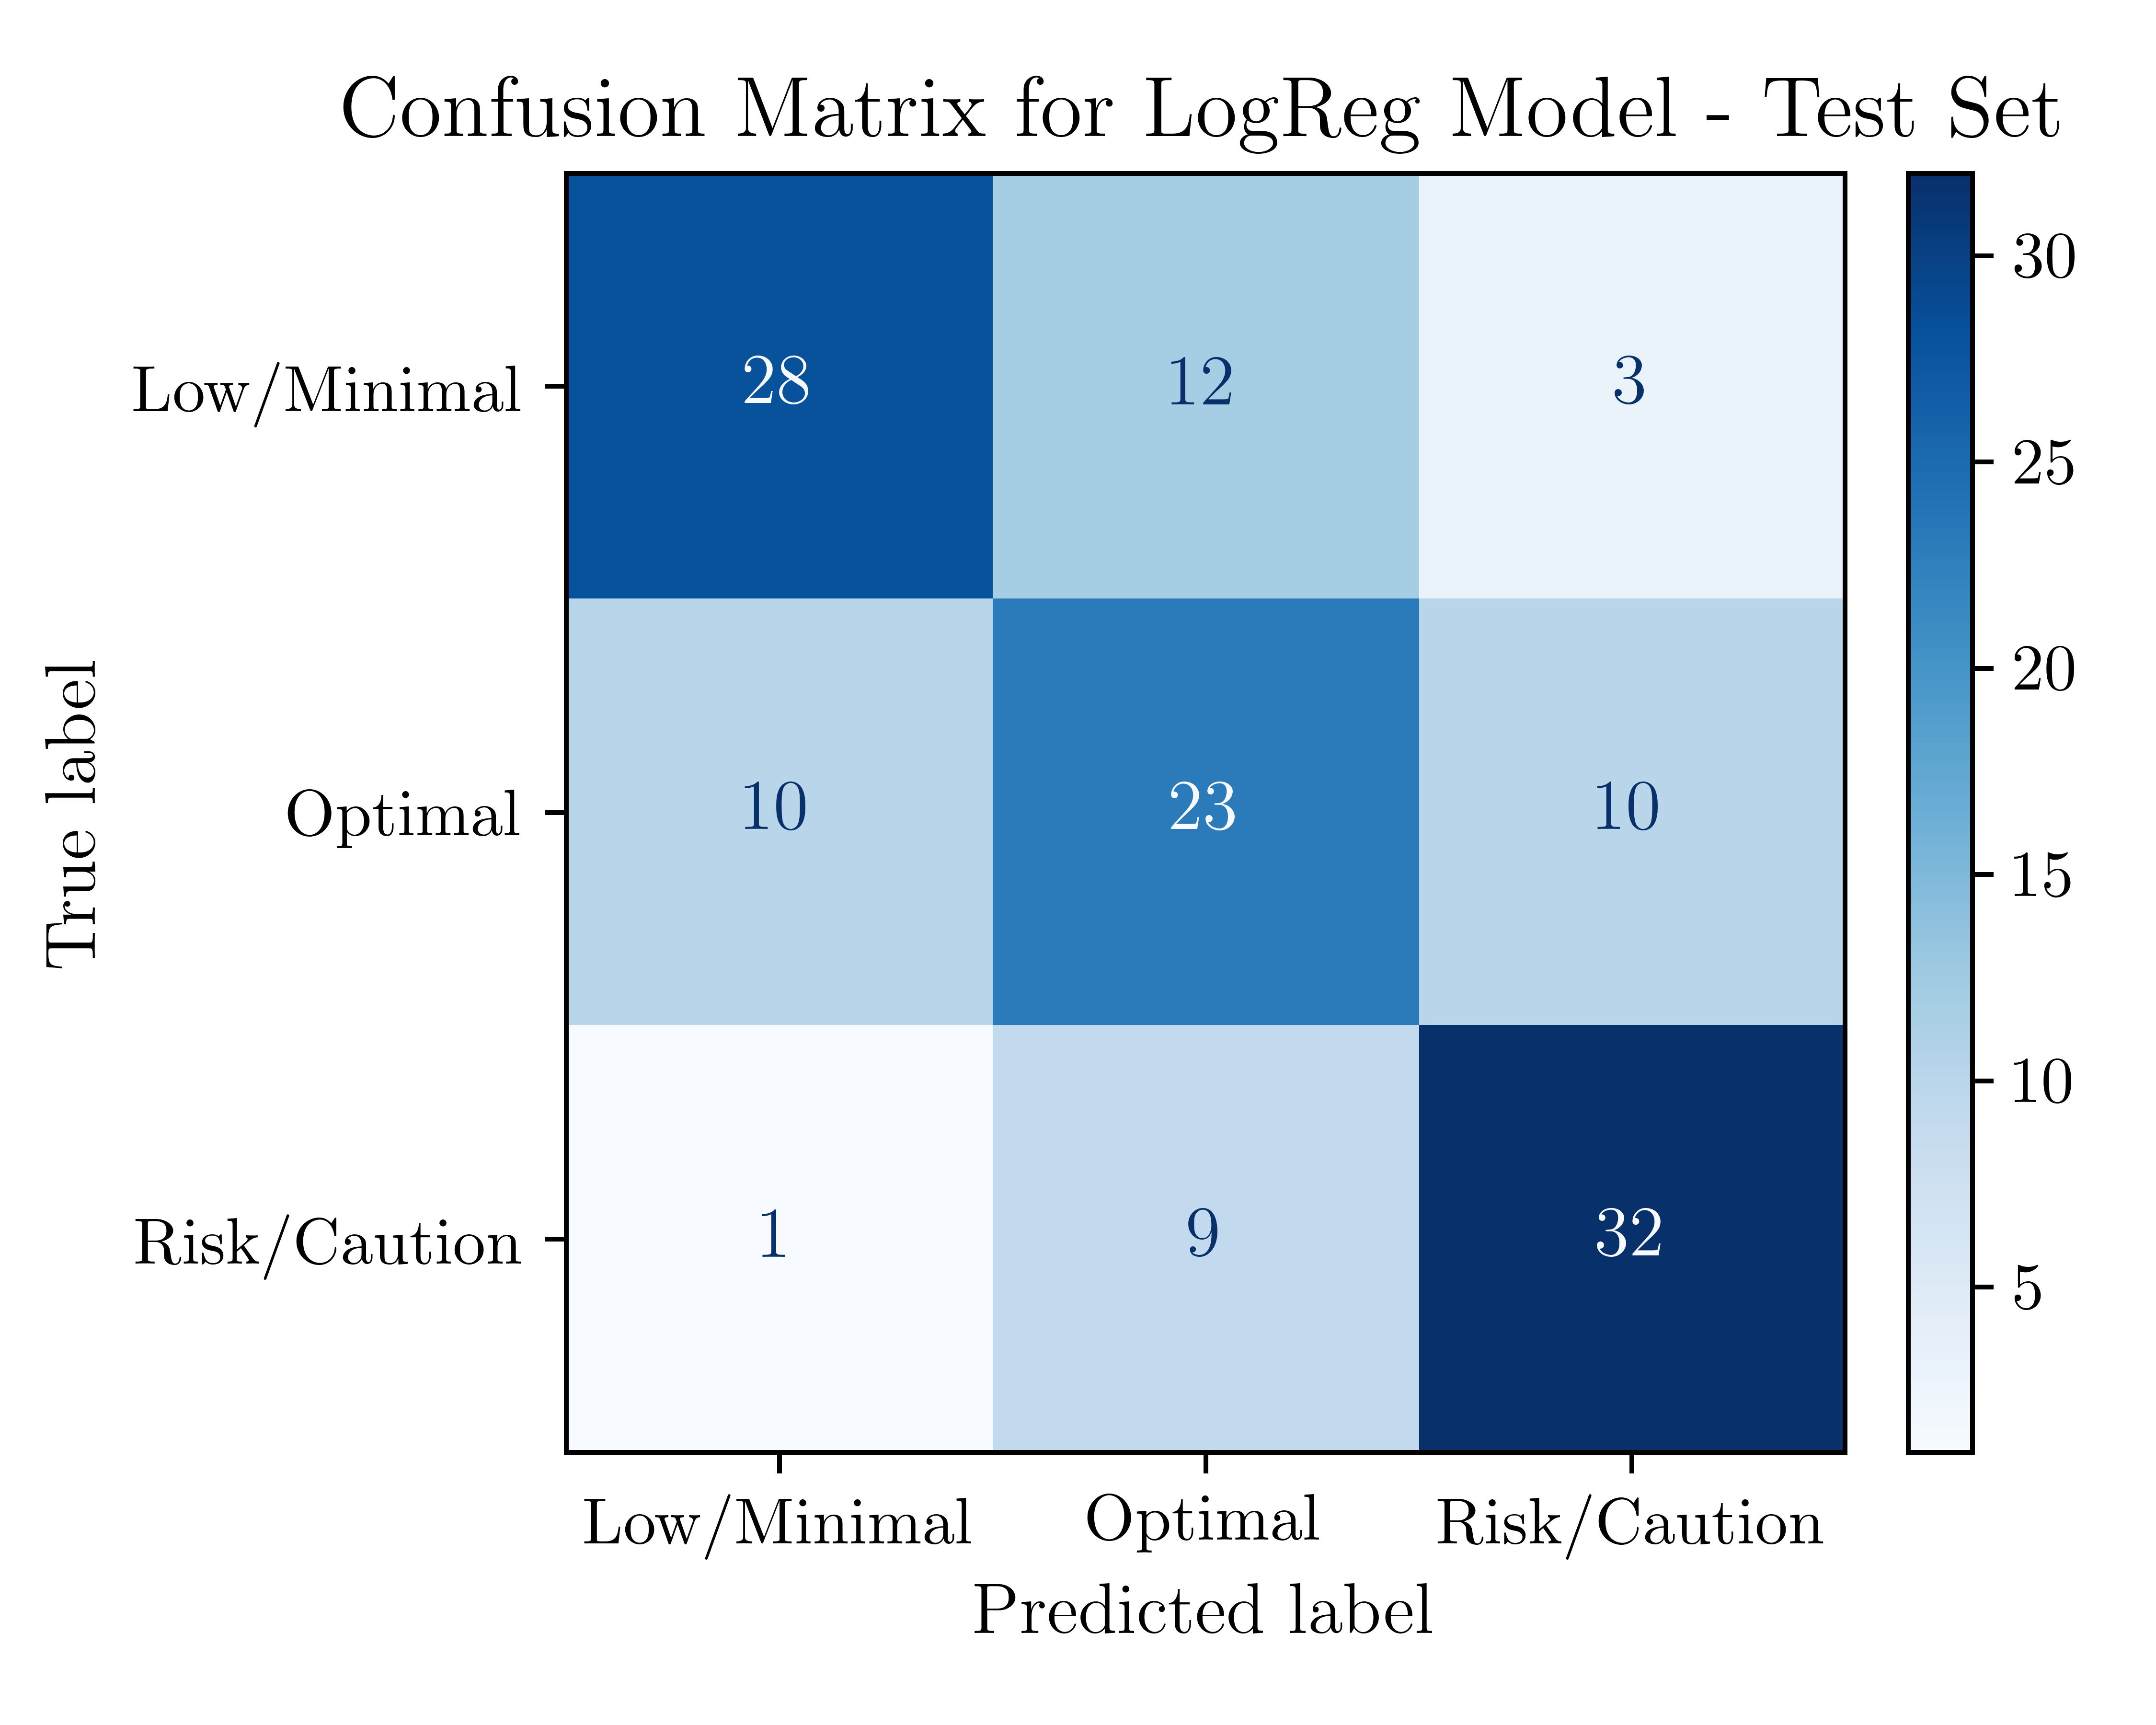 Confusion Matrix for LogReg Model - Test Set
True label
Low/Minimal
28
12
3
Optimal
10
23
10
Risk/Caution
1
9
32
Low/Minimal
Optimal
Risk/Caution
Predicted label
30
25
20
15
10
5